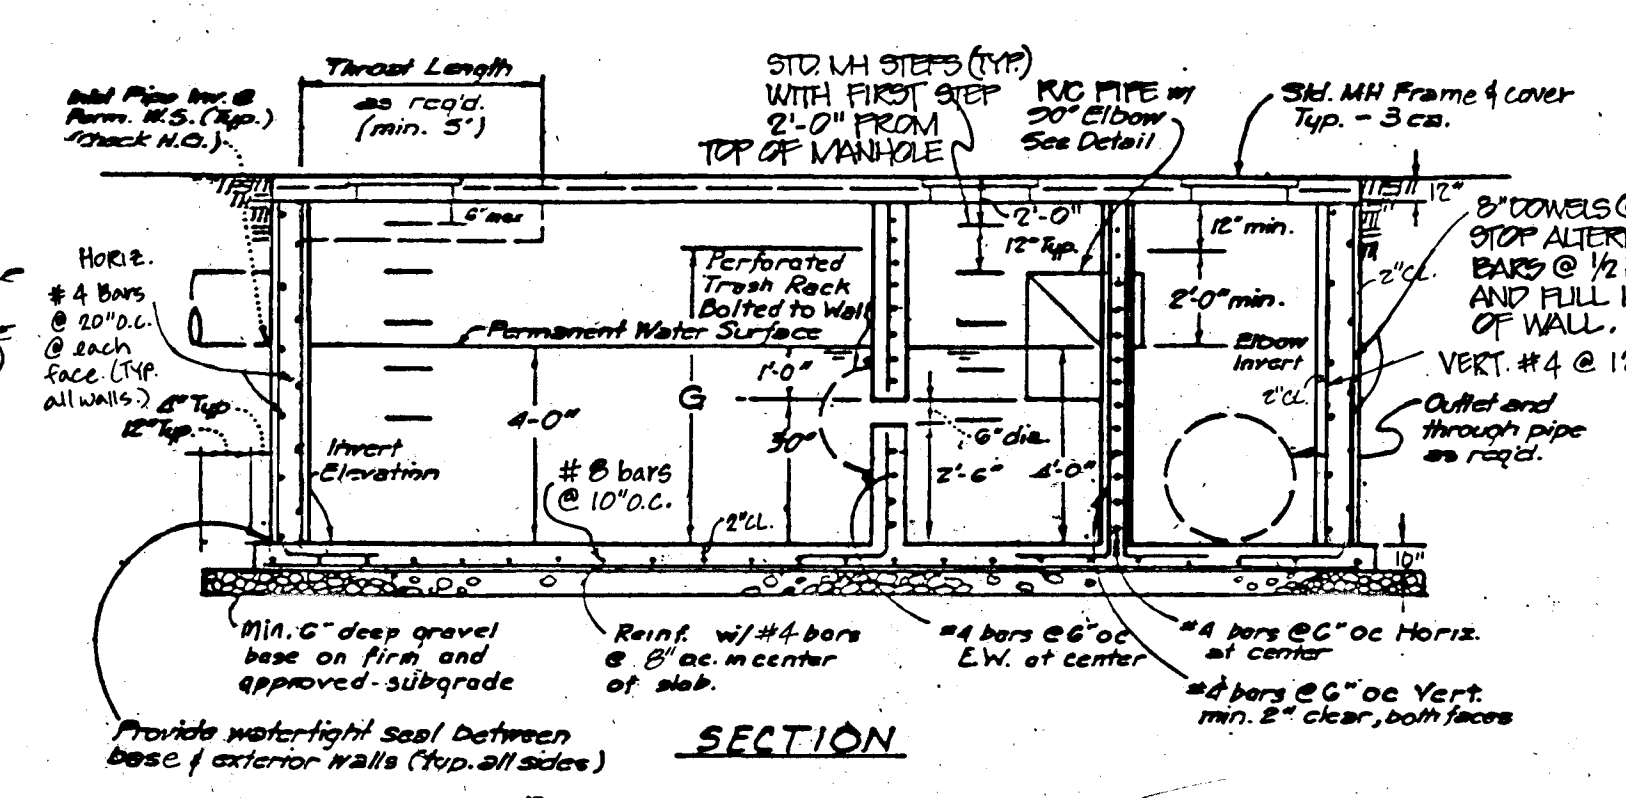 Thrust Length
as req'd.
(min. 5')
Inlet Pipe Inv. @
Perm. W.S. (Typ.)
(Check H.G.)
STD. MH STEPS (TYP.)
WITH FIRST STEP
2'-0" FROM
TOP OF MANHOLE
R/C PIPE w/
90° Elbow
See Detail
Std. MH Frame & cover
Typ. - 3 ea.
12"
6" max
2'-0"
12" Typ.
12" min.
2'-0" min.
Elbow
Invert
8" DOWELS
STOP
BARS @ 1/2
AND FULL
OF WALL.
2" CL.
VERT. #4 @
2" CL.
HORIZ.
# 4 Bars
@ 20" O.C.
@ each
face. (TYP.
all walls.)
4" Typ.
12" Typ.
Perforated
Trash Rack
Bolted to Wall
Permanent Water Surface
1'-0"
G
4'-0"
30"
6" dia.
2'-6"
4'-0"
Invert
Elevation
# 8 bars
@ 10" O.C.
2" CL.
Outlet and
through pipe
as req'd.
10"
Min. 6" deep gravel
base on firm and
approved-subgrade
Reinf. w/ #4 bars
@ 8" o.c. in center
of slab.
#4 bars @ 6" oc
E.W. at center
#4 bars @ 6" oc Horiz.
at center
#4 bars @ 6" oc Vert.
min. 2" clear, both faces
Provide watertight seal between
base & exterior walls (typ. all sides)
SECTION